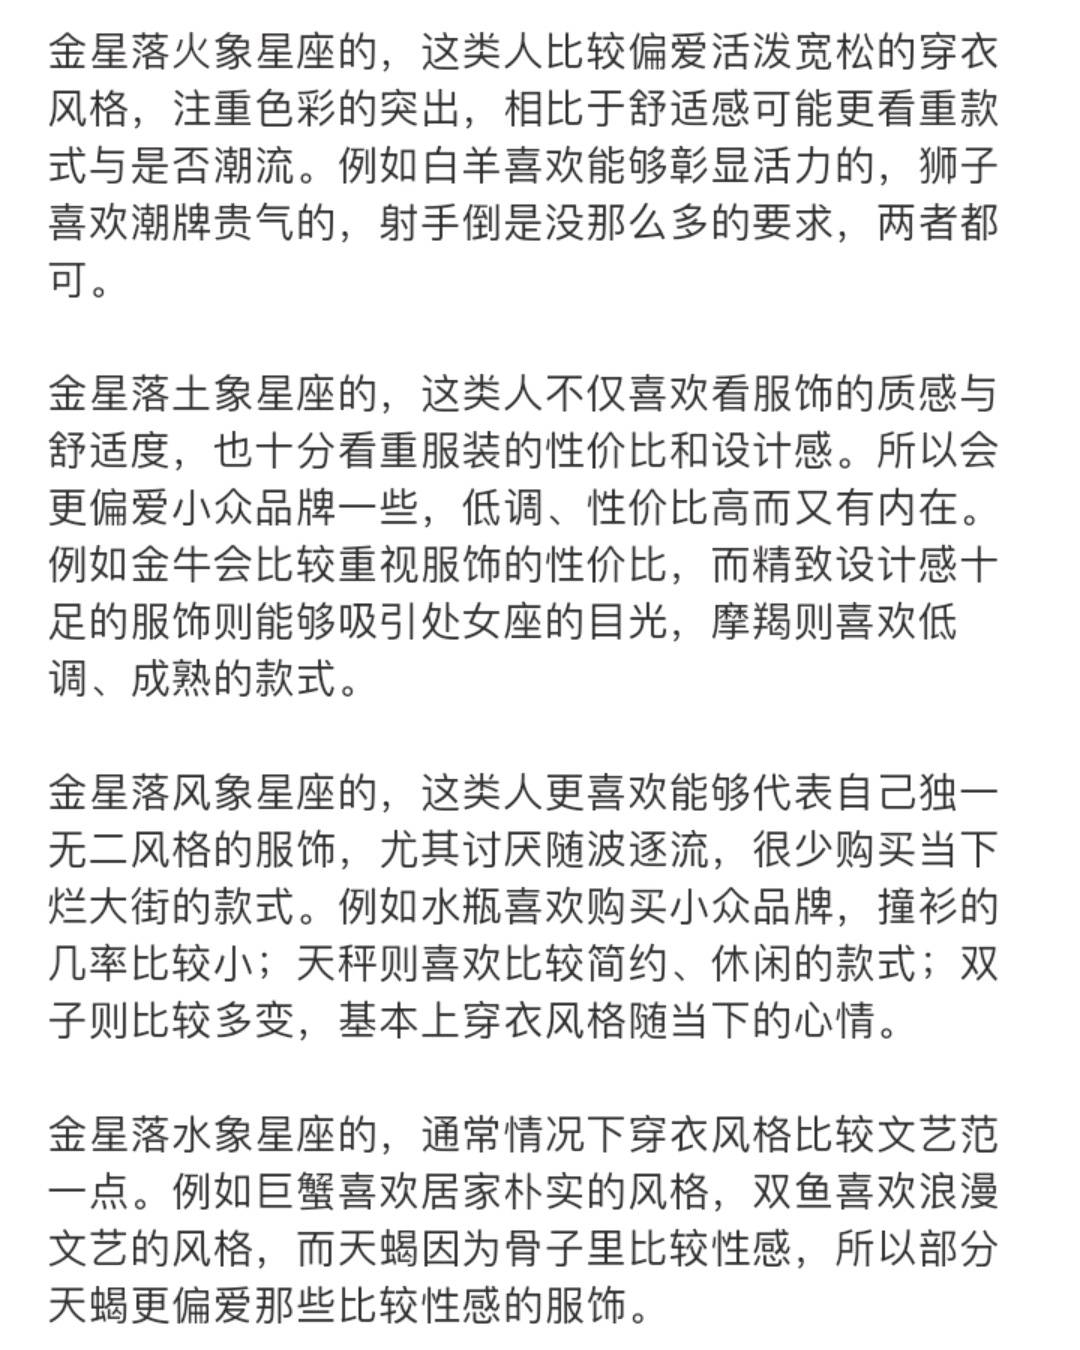 金星落火象星座的，这类人比较偏爱活泼宽松的穿衣
风格，注重色彩的突出，相比于舒适感可能更看重款
式与是否潮流。例如白羊喜欢能够彰显活力的，狮子
喜欢潮牌贵气的，射手倒是没那么多的要求，两者都
可。
金星落土象星座的，这类人不仅喜欢看服饰的质感与
舒适度，也十分看重服装的性价比和设计感。所以会
更偏爱小众品牌一些，低调、性价比高而又有内在。
例如金牛会比较重视服饰的性价比，而精致设计感十
足的服饰则能够吸引处女座的目光，摩羯则喜欢低
调、成熟的款式。
金星落风象星座的，这类人更喜欢能够代表自己独一
无二风格的服饰，尤其讨厌随波逐流，很少购买当下
烂大街的款式。例如水瓶喜欢购买小众品牌，撞衫的
几率比较小；天秤则喜欢比较简约、休闲的款式；双
子则比较多变，基本上穿衣风格随当下的心情。
金星落水象星座的，通常情况下穿衣风格比较文艺范
一点。例如巨蟹喜欢居家朴实的风格，双鱼喜欢浪漫
文艺的风格，而天蝎因为骨子里比较性感，所以部分
天蝎更偏爱那些比较性感的服饰。